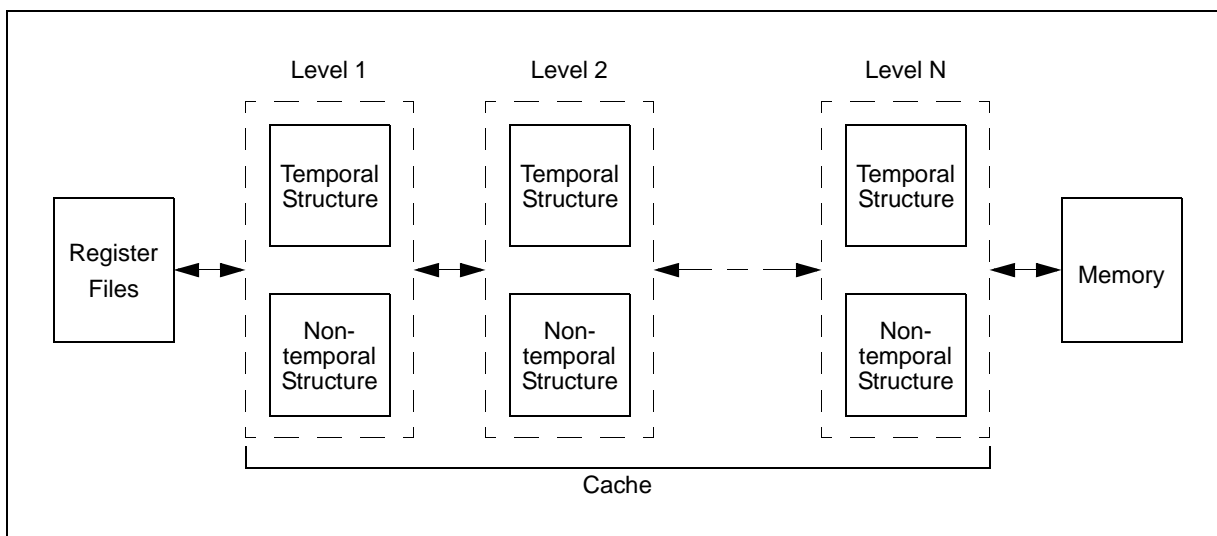 Level 1
Level 2
Level N
Temporal
Structure
Temporal
Structure
Temporal
Structure
Register
Files
Memory
Non-
temporal
Structure
Non-
temporal
Structure
Non-
temporal
Structure
Cache